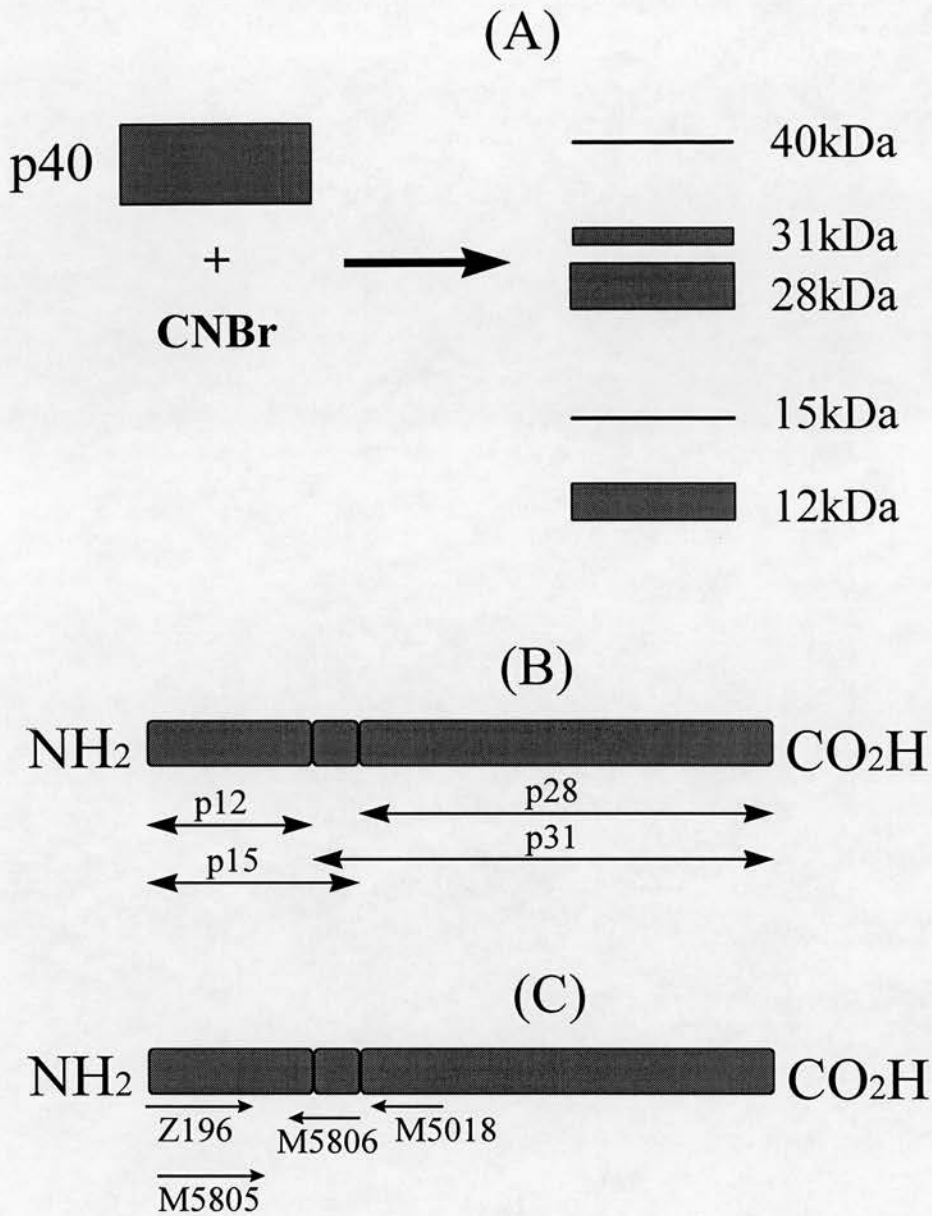 (A)
p40
+
CNBr
40kDa
31kDa
28kDa
15kDa
12kDa
(B)
NH2 CO2H
p12 p28
p31
p15
(C)
NH2 CO2H
Z196 M5806 M5018
M5805